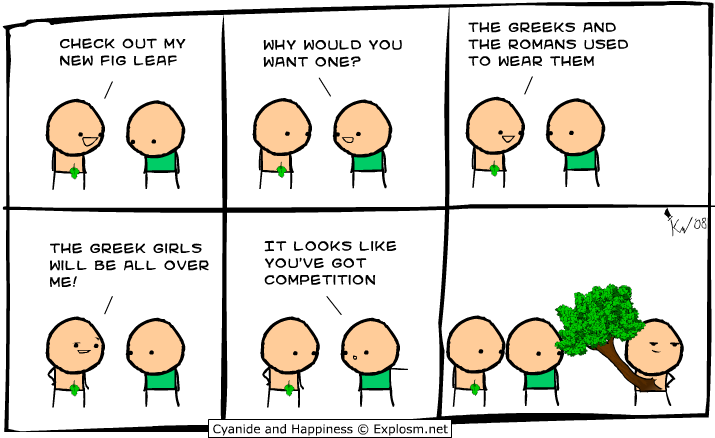 CHECK OUT MY
NEW FIG LEAF
WHY WOULD YOU
WANT ONE?
THE GREEKS AND
THE ROMANS USED
TO WEAR THEM
THE GREEK GIRLS
WILL BE ALL OVER
ME!
IT LOOKS LIKE
YOU'VE GOT
COMPETITION
Cyanide and Happiness © Explosm.net